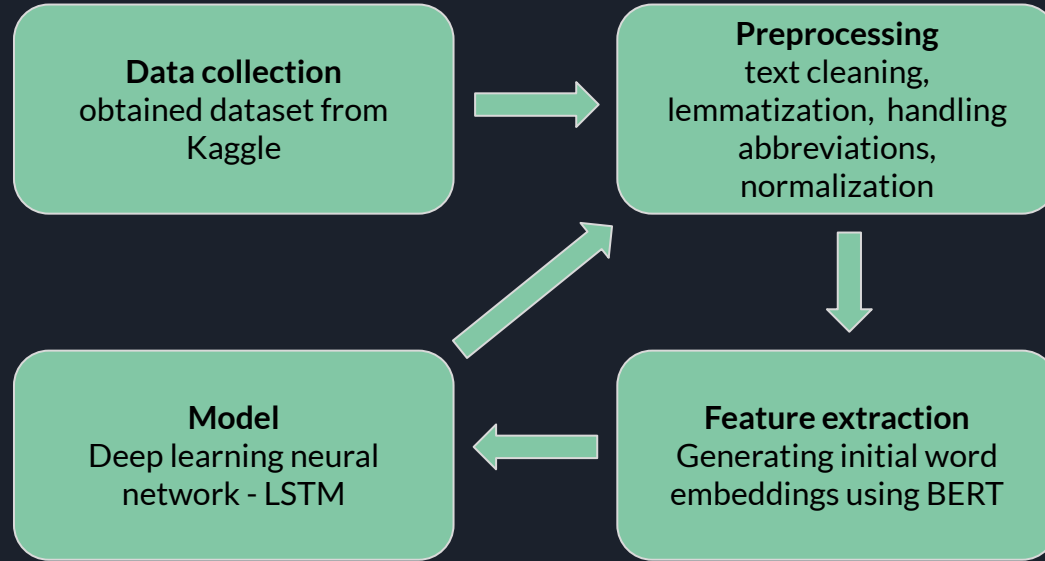 Data collection
obtained dataset from
Kaggle
Preprocessing
text cleaning,
lemmatization, handling
abbreviations,
normalization
Model
Deep learning neural
network - LSTM
Feature extraction
Generating initial word
embeddings using BERT